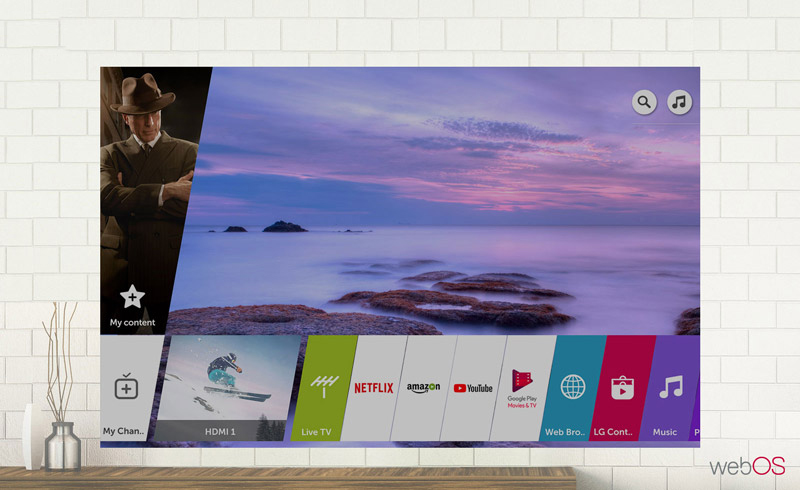 My content
My Chan..
HDMI 1
Live TV
NETFLIX
amazon
YouTube
Google Play
Movies & TV
Web Bro..
LG Cont..
Music
P
webOS